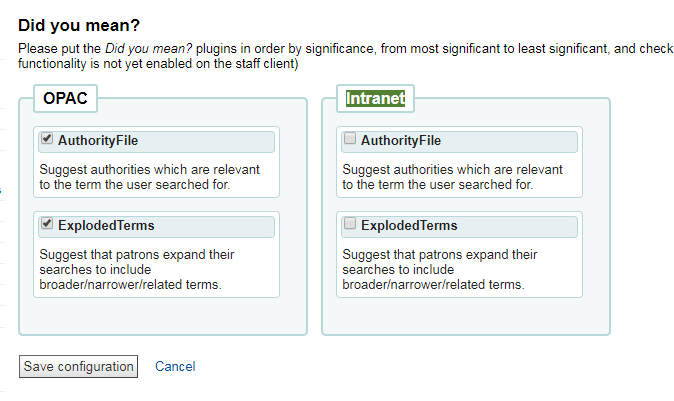 Did you mean?
Please put the Did you mean? plugins in order by significance, from most significant to least significant, and check
functionality is not yet enabled on the staff client)
OPAC
AuthorityFile
Suggest authorities which are relevant
to the term the user searched for.
ExplodedTerms
Suggest that patrons expand their
searches to include
broader/narrower/related terms.
Intranet
AuthorityFile
Suggest authorities which are relevant
to the term the user searched for.
ExplodedTerms
Suggest that patrons expand their
searches to include
broader/narrower/related terms.
Save configuration
Cancel